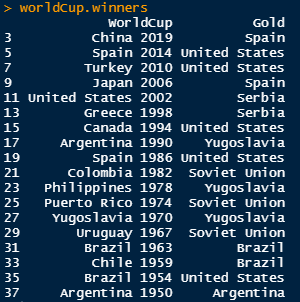 > worldCup.winners
WorldCup Gold
3 China 2019 Spain
5 Spain 2014 United States
7 Turkey 2010 United States
9 Japan 2006 Spain
11 United States 2002 Serbia
13 Greece 1998 Serbia
15 Canada 1994 United States
17 Argentina 1990 Yugoslavia
19 Spain 1986 United States
21 Colombia 1982 Soviet Union
23 Philippines 1978 Yugoslavia
25 Puerto Rico 1974 Soviet Union
27 Yugoslavia 1970 Yugoslavia
29 Uruguay 1967 Soviet Union
31 Brazil 1963 Brazil
33 Chile 1959 Brazil
35 Brazil 1954 United States
37 Argentina 1950 Argentina